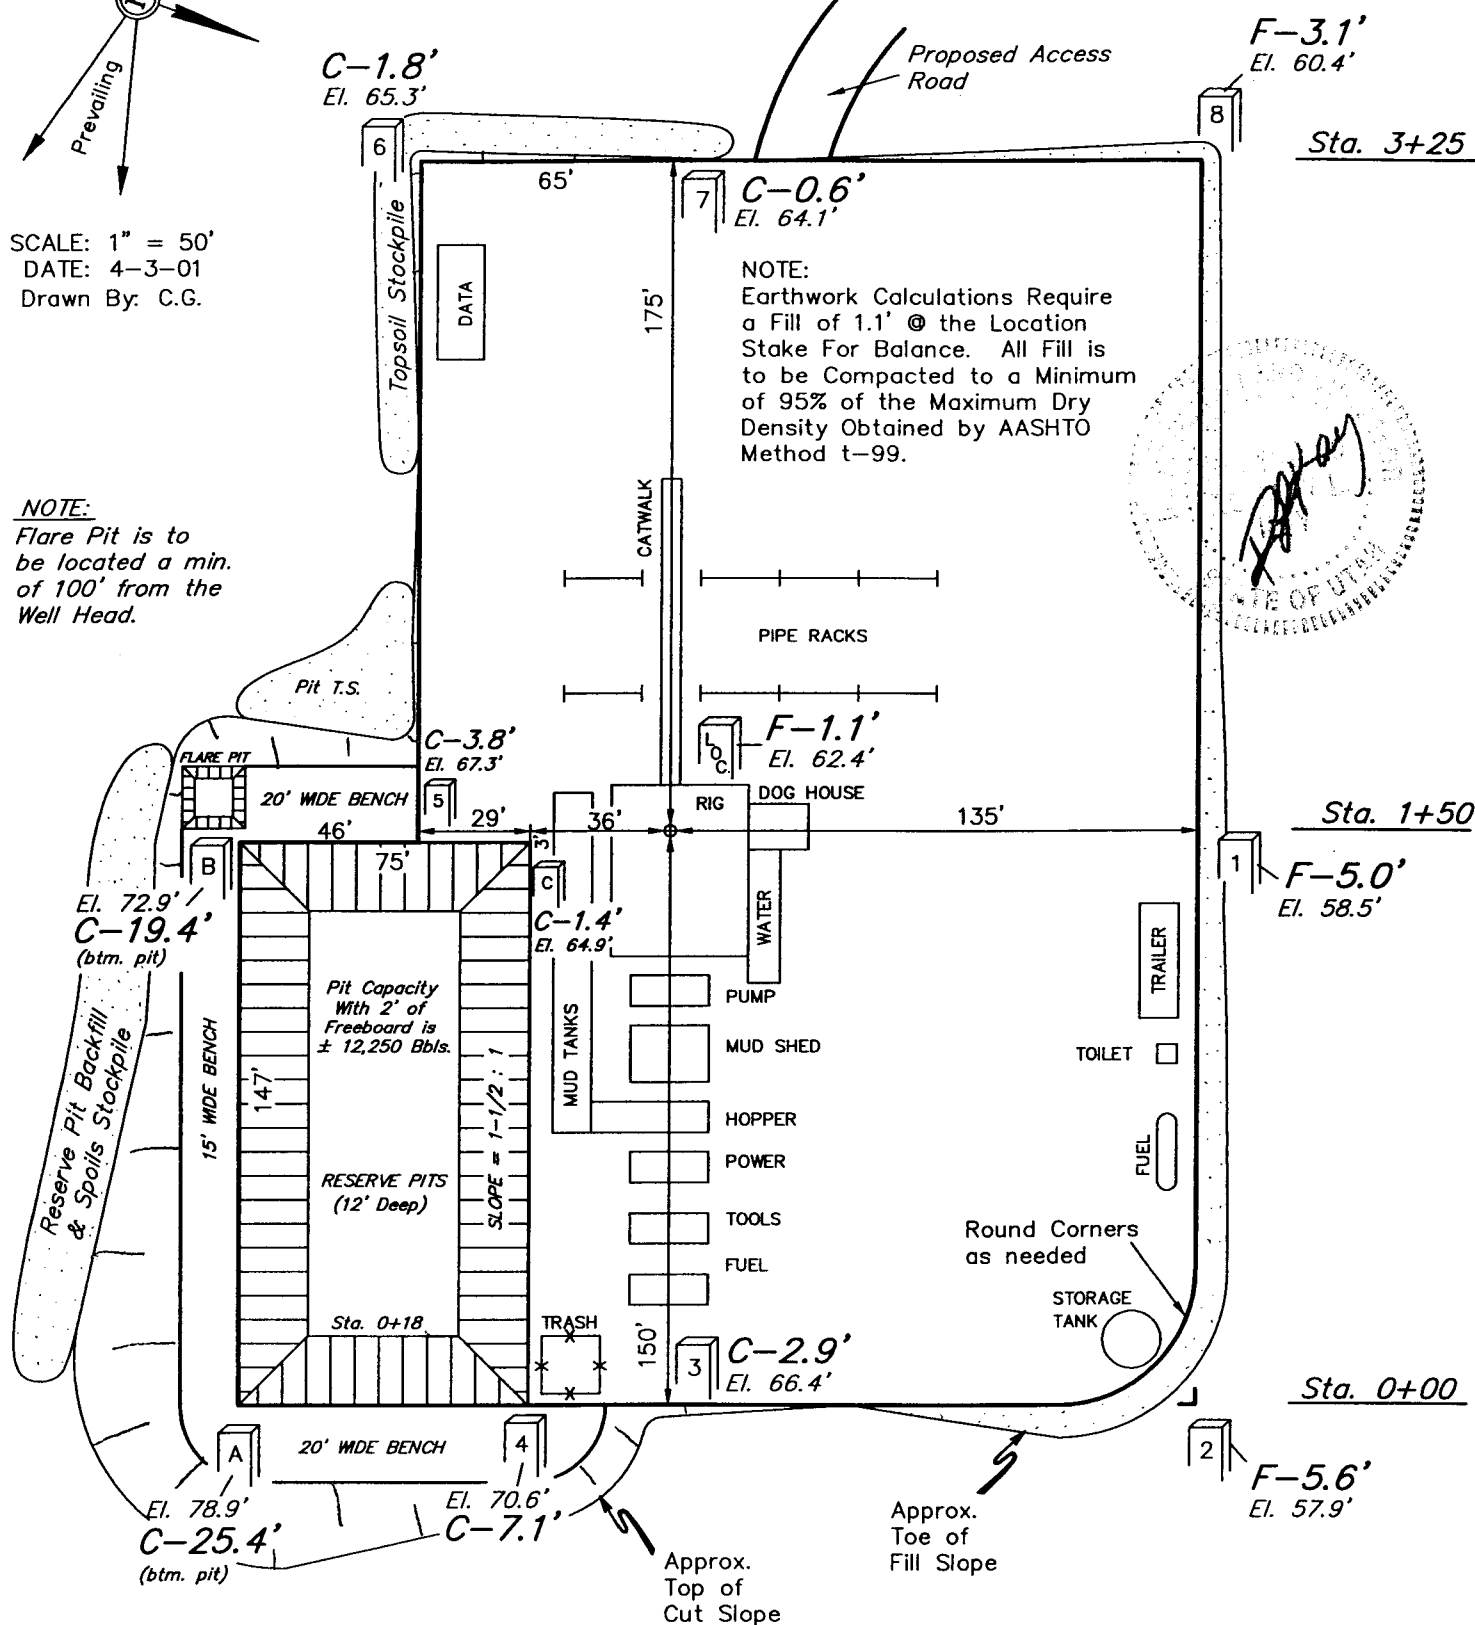 Prevailing
SCALE: 1" = 50'
DATE: 4-3-01
Drawn By: C.G.
C-1.8'
El. 65.3'
6
Proposed Access
Road
F-3.1'
El. 60.4'
8
Sta. 3+25
65'
7
C-0.6'
El. 64.1'
Topsoil Stockpile
DATA
175'
NOTE:
Earthwork Calculations Require
a Fill of 1.1' @ the Location
Stake For Balance. All Fill is
to be Compacted to a Minimum
of 95% of the Maximum Dry
Density Obtained by AASHTO
Method t-99.
STATE OF UTAH
NOTE:
Flare Pit is to
be located a min.
of 100' from the
Well Head.
CATWALK
PIPE RACKS
Pit T.S.
C-3.8'
El. 67.3'
5
LOC.
F-1.1'
El. 62.4'
FLARE PIT
20' WIDE BENCH
RIG
DOG HOUSE
46'
29'
36'
135'
Sta. 1+50
75'
3'
B
C
1
El. 72.9'
C-19.4'
(btm. pit)
C-1.4'
El. 64.9'
F-5.0'
El. 58.5'
WATER
TRAILER
Pit Capacity
With 2' of
Freeboard is
± 12,250 Bbls.
PUMP
MUD SHED
MUD TANKS
TOILET
HOPPER
POWER
TOOLS
FUEL
FUEL
Reserve Pit Backfill
& Spoils Stockpile
15' WIDE BENCH
147'
RESERVE PITS
(12' Deep)
SLOPE = 1-1/2 : 1
Round Corners
as needed
STORAGE
TANK
Sta. 0+18
TRASH
150'
3
C-2.9'
El. 66.4'
Sta. 0+00
A
20' WIDE BENCH
4
2
El. 78.9'
C-25.4'
(btm. pit)
El. 70.6'
C-7.1'
F-5.6'
El. 57.9'
Approx.
Toe of
Fill Slope
Approx.
Top of
Cut Slope